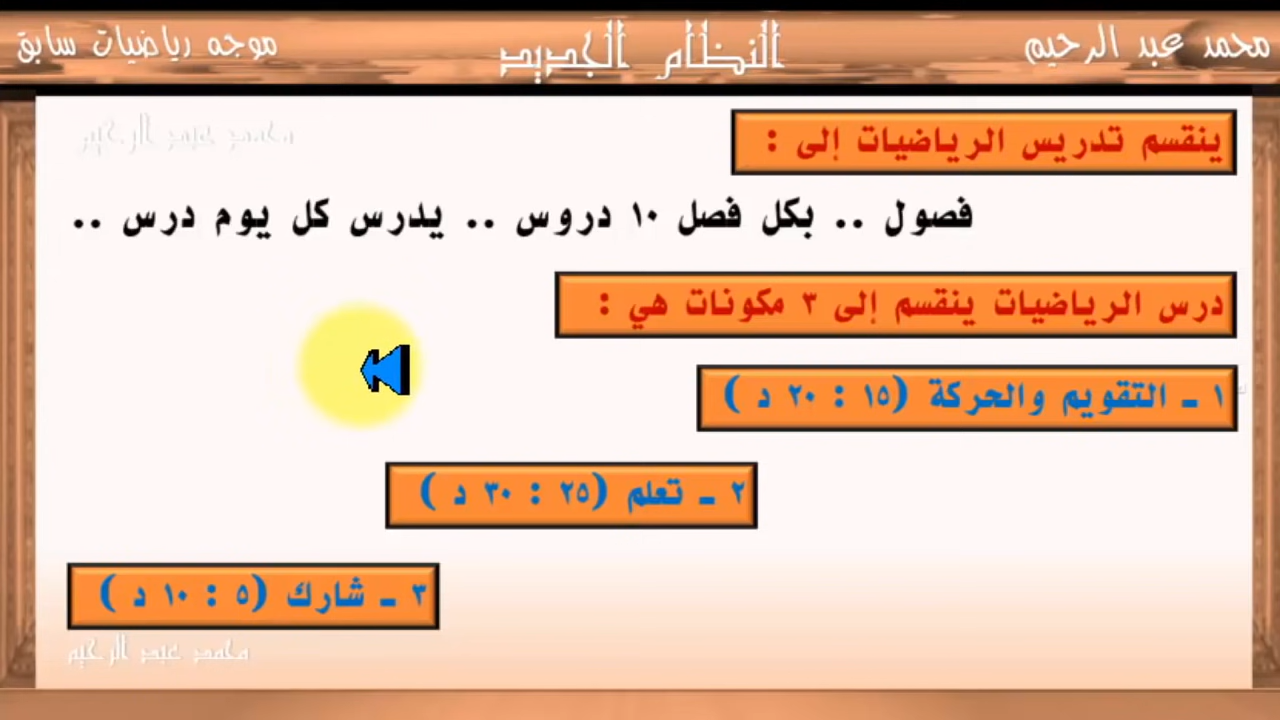 محمد عبد الرحيم
النظام الجديد
موجه رياضيات سابق
محمد عبد الرحيم
ينقسم تدريس الرياضيات إلى :
فصول .. بكل فصل ١٠ دروس .. يدرس كل يوم درس ..
درس الرياضيات ينقسم إلى ٣ مكونات هي :
١ ـ التقويم والحركة (١٥ : ٢٠ د )
٢ ـ تعلم (٢٥ : ٣٠ د )
٣ ـ شارك (٥ : ١٠ د )
محمد عبد الرحيم